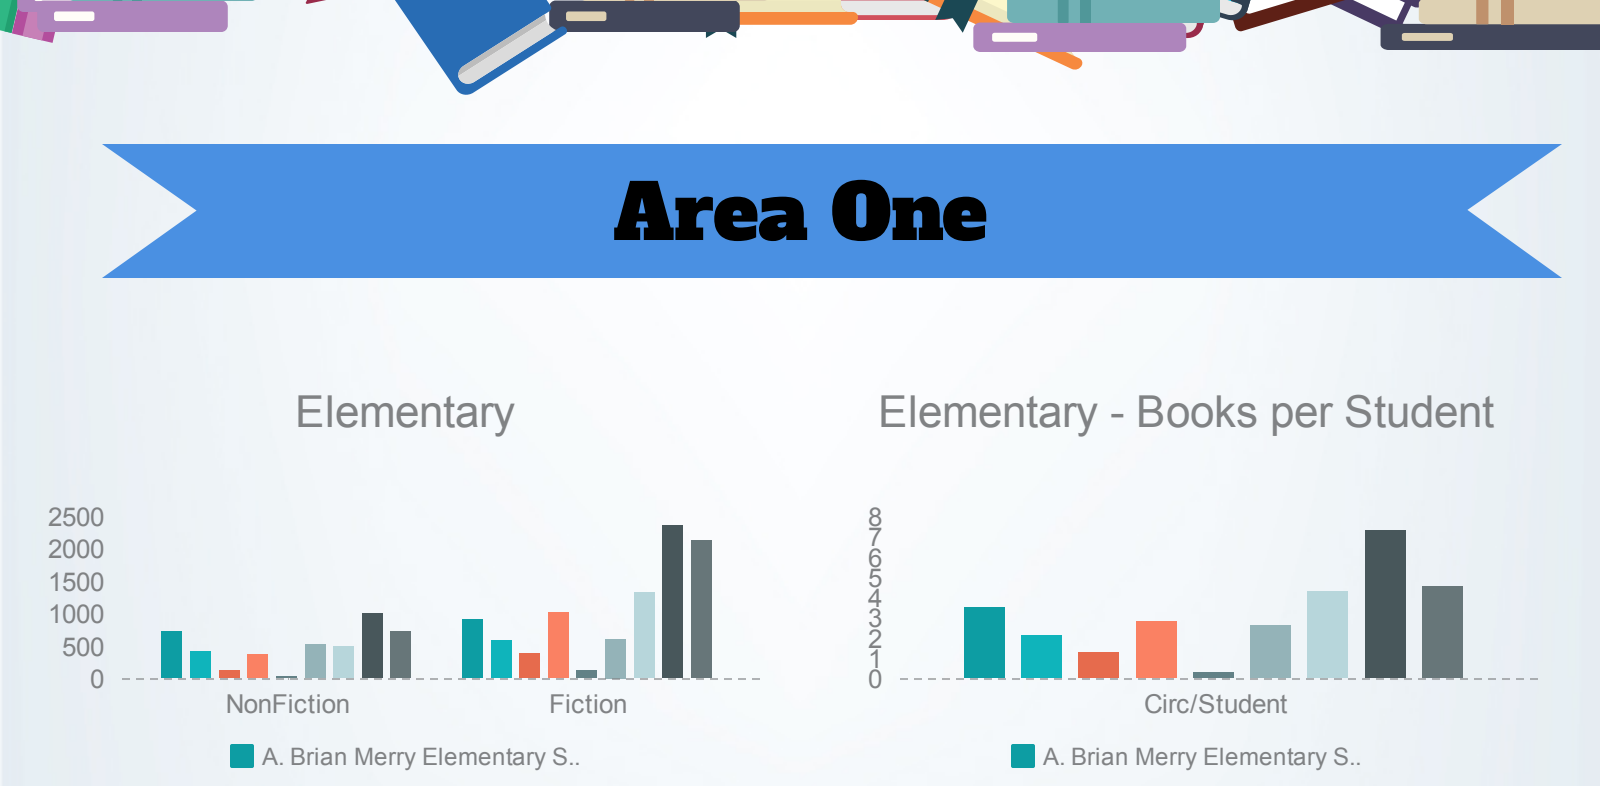 Area One
Elementary
2500
2000
1500
1000
500
0
NonFiction
Fiction
A. Brian Merry Elementary S..
Elementary - Books per Student
8
7
6
5
4
3
2
1
0
Circ/Student
A. Brian Merry Elementary S..